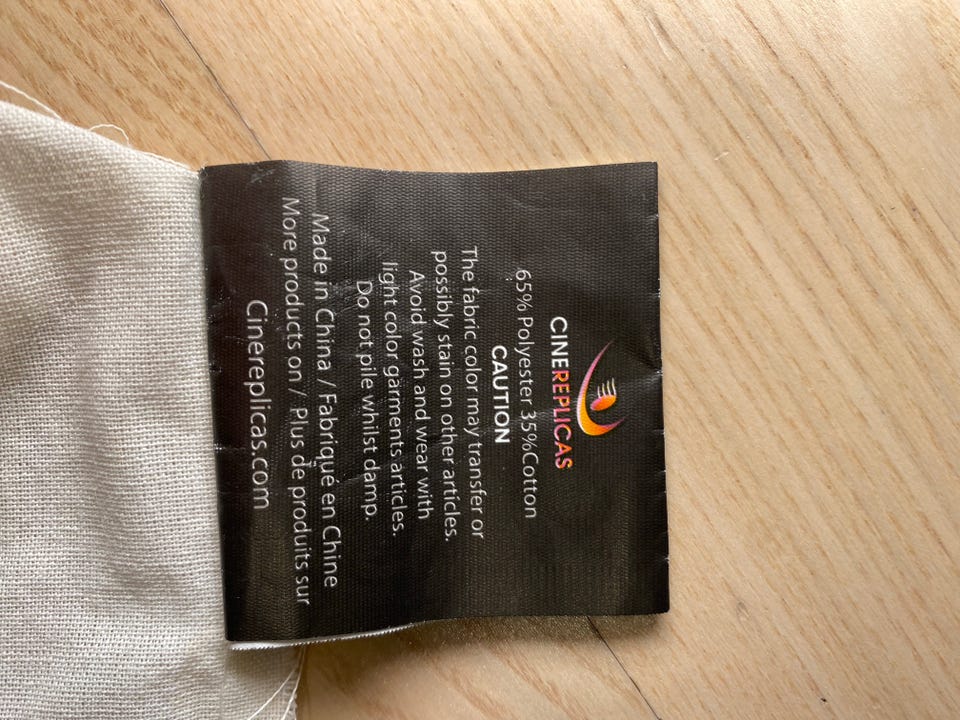 CINEREPLICAS
65% Polyester 35%Cotton
CAUTION
The fabric color may transfer or
possibly stain on other articles.
Avoid wash and wear with
light color garments articles.
Do not pile whilst damp.
Made in China / Fabriqué en Chine
More products on / Plus de produits sur
Cinereplicas.com